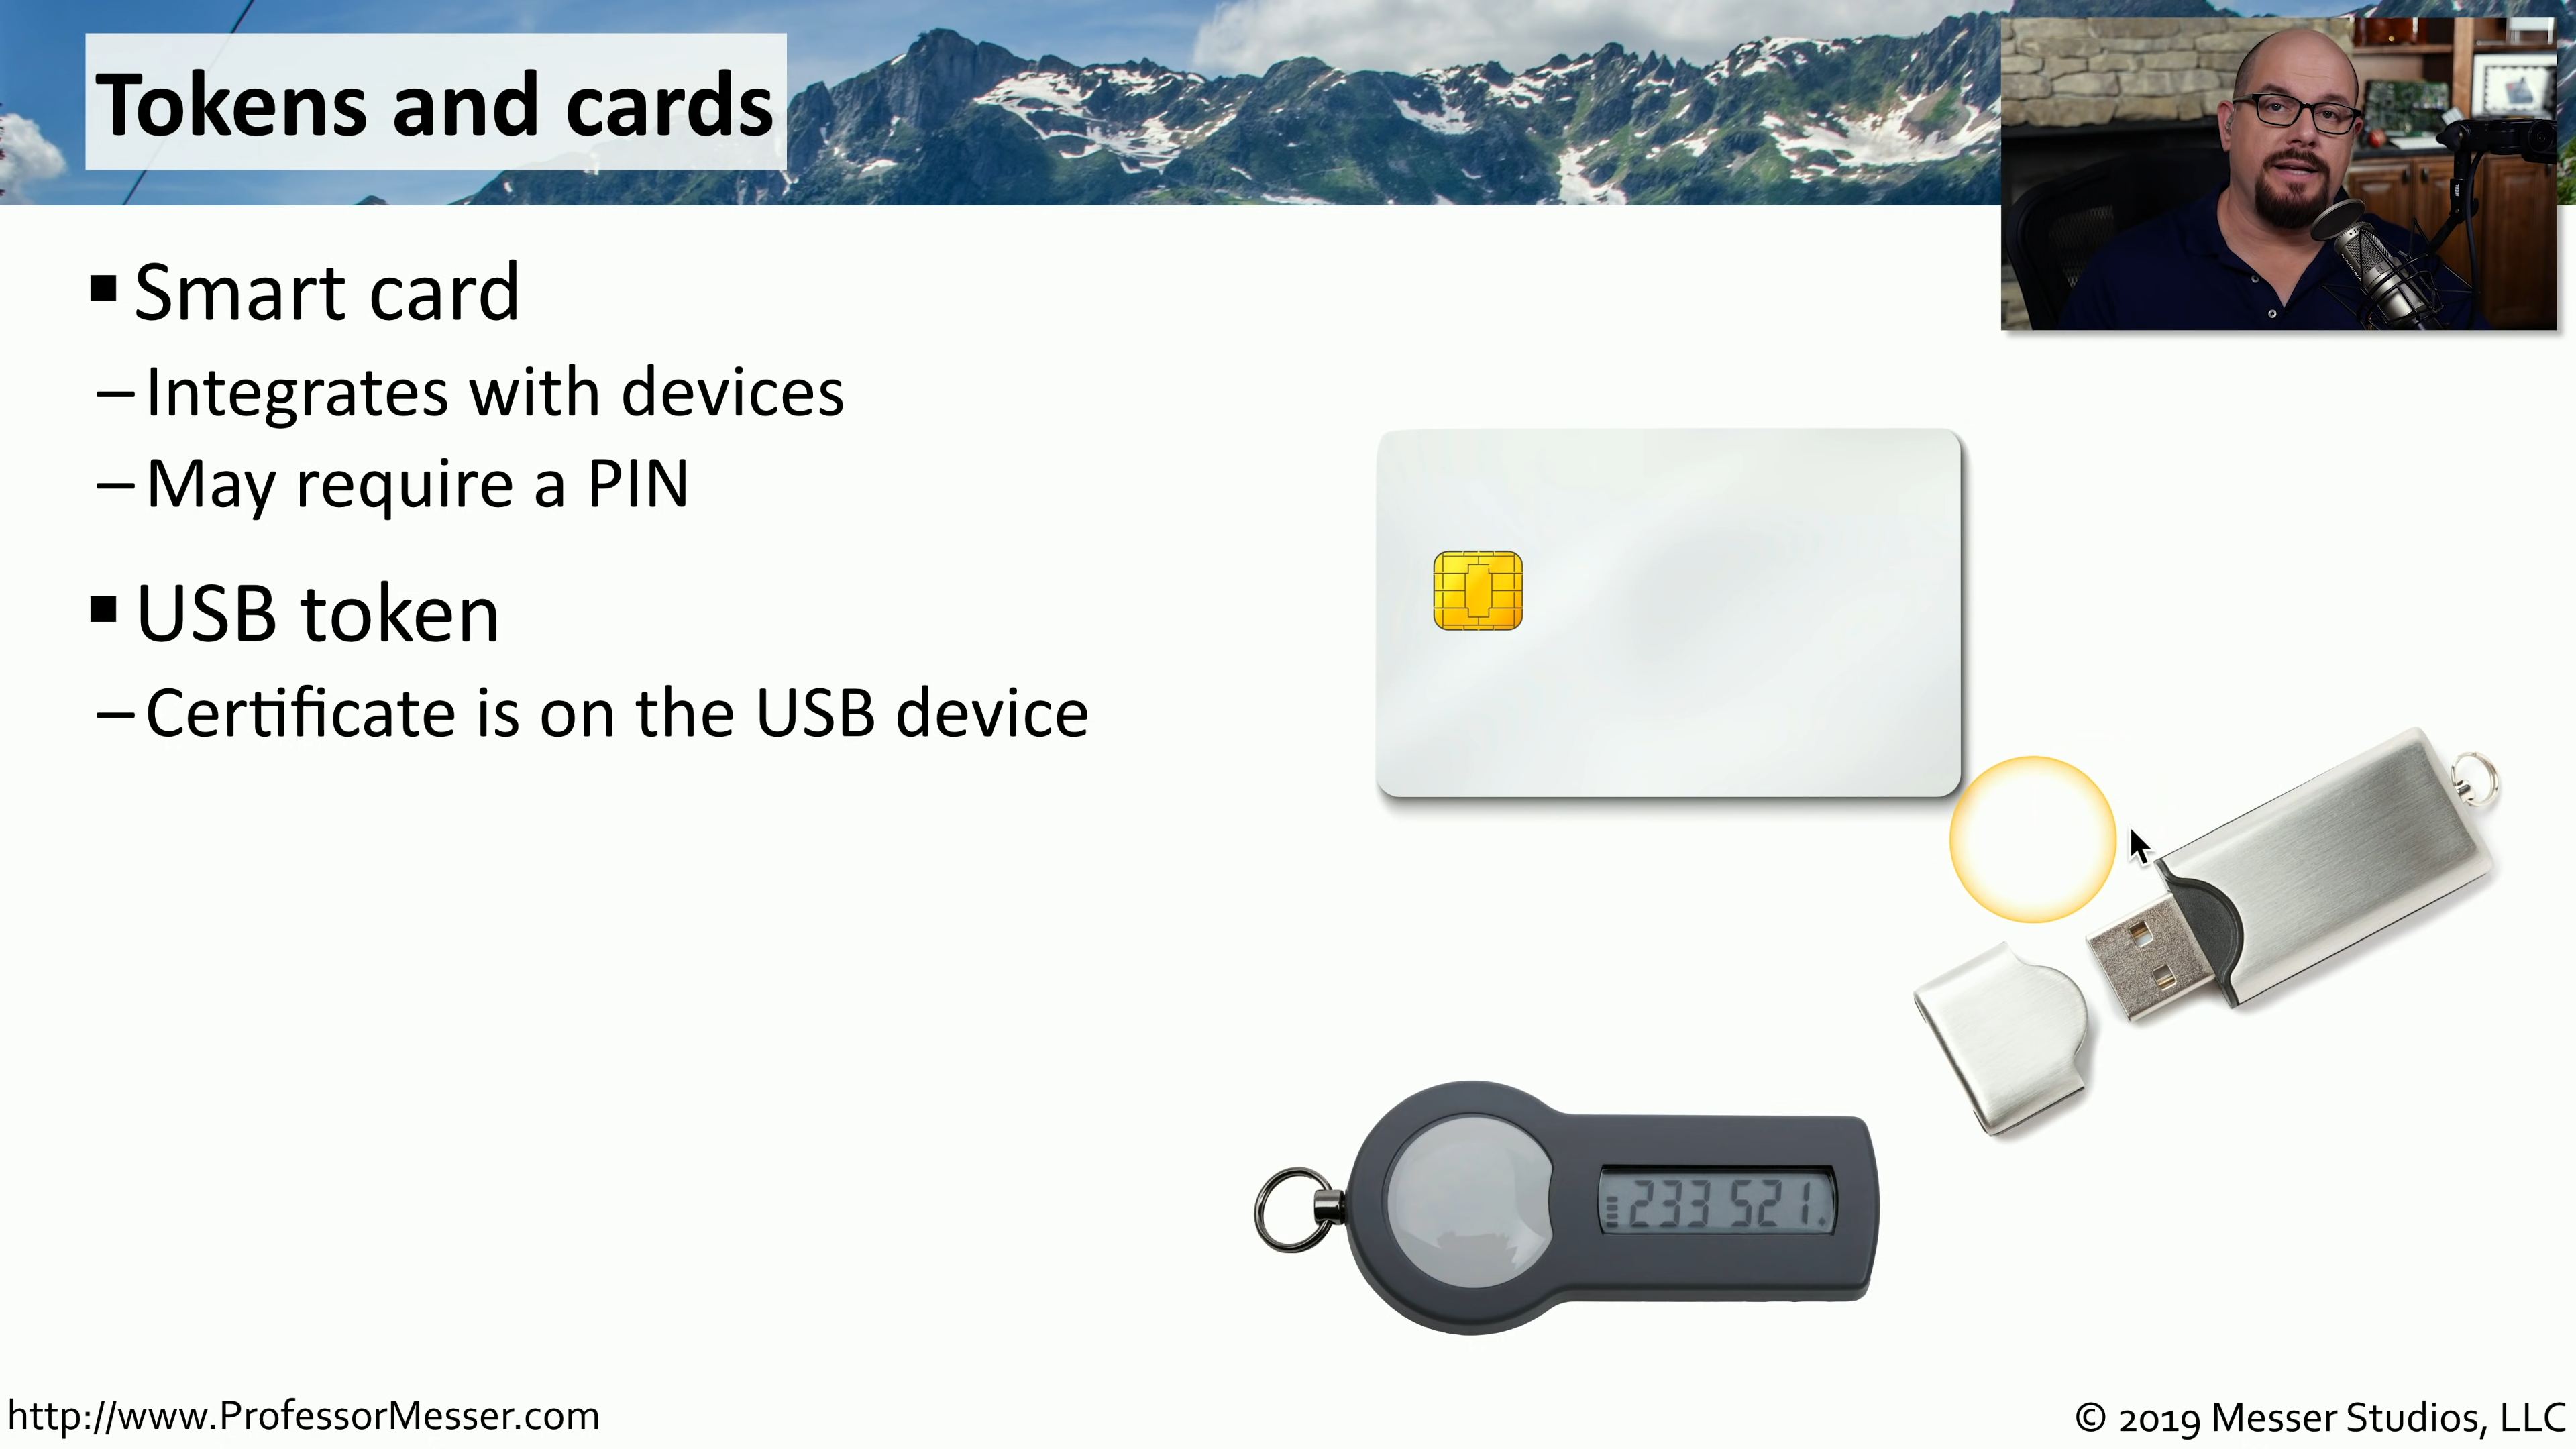 Tokens and cards
▪ Smart card
– Integrates with devices
– May require a PIN
▪ USB token
– Certificate is on the USB device
233 521.
http://www.ProfessorMesser.com
© 2019 Messer Studios, LLC